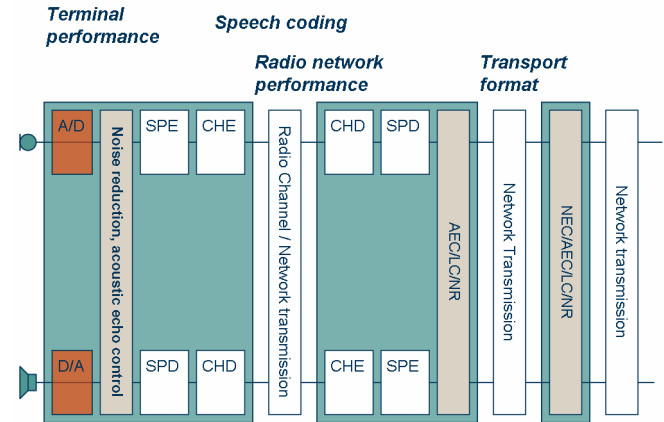 Terminal
performance
Speech coding
Radio network
performance
Transport
format
A/D
Noise reduction, acoustic echo control
SPE
CHE
Radio Channel / Network transmission
CHD
SPD
AEC/LC/NR
Network Transmission
NEC/AEC/LC/NR
Network transmission
D/A
SPD
CHD
CHE
SPE